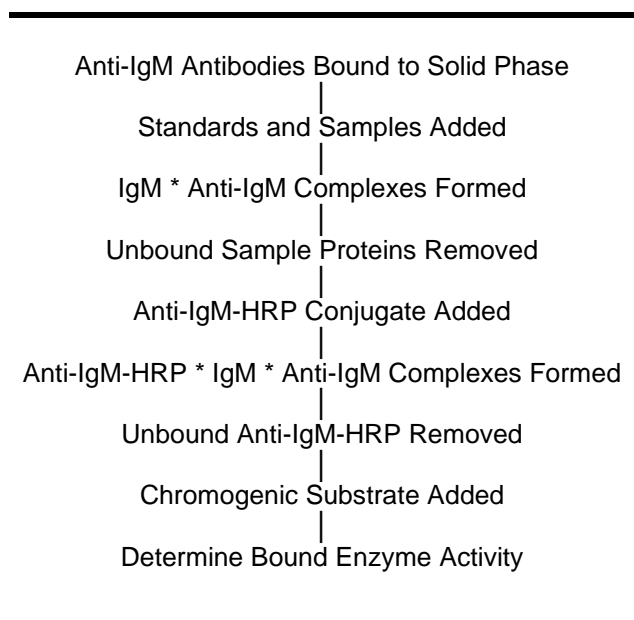 Anti-IgM Antibodies Bound to Solid Phase
Standards and Samples Added
IgM * Anti-IgM Complexes Formed
Unbound Sample Proteins Removed
Anti-IgM-HRP Conjugate Added
Anti-IgM-HRP * IgM * Anti-IgM Complexes Formed
Unbound Anti-IgM-HRP Removed
Chromogenic Substrate Added
Determine Bound Enzyme Activity